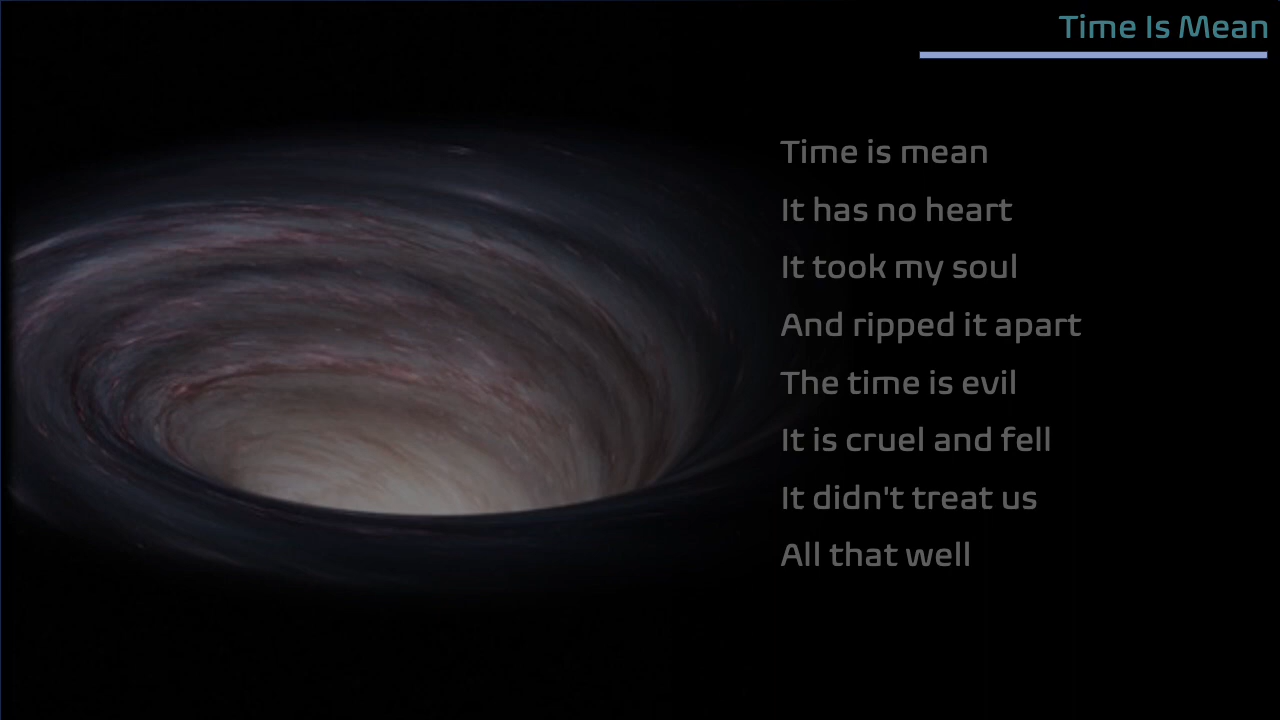 Time Is Mean
Time is mean
It has no heart
It took my soul
And ripped it apart
The time is evil
It is cruel and fell
It didn't treat us
All that well